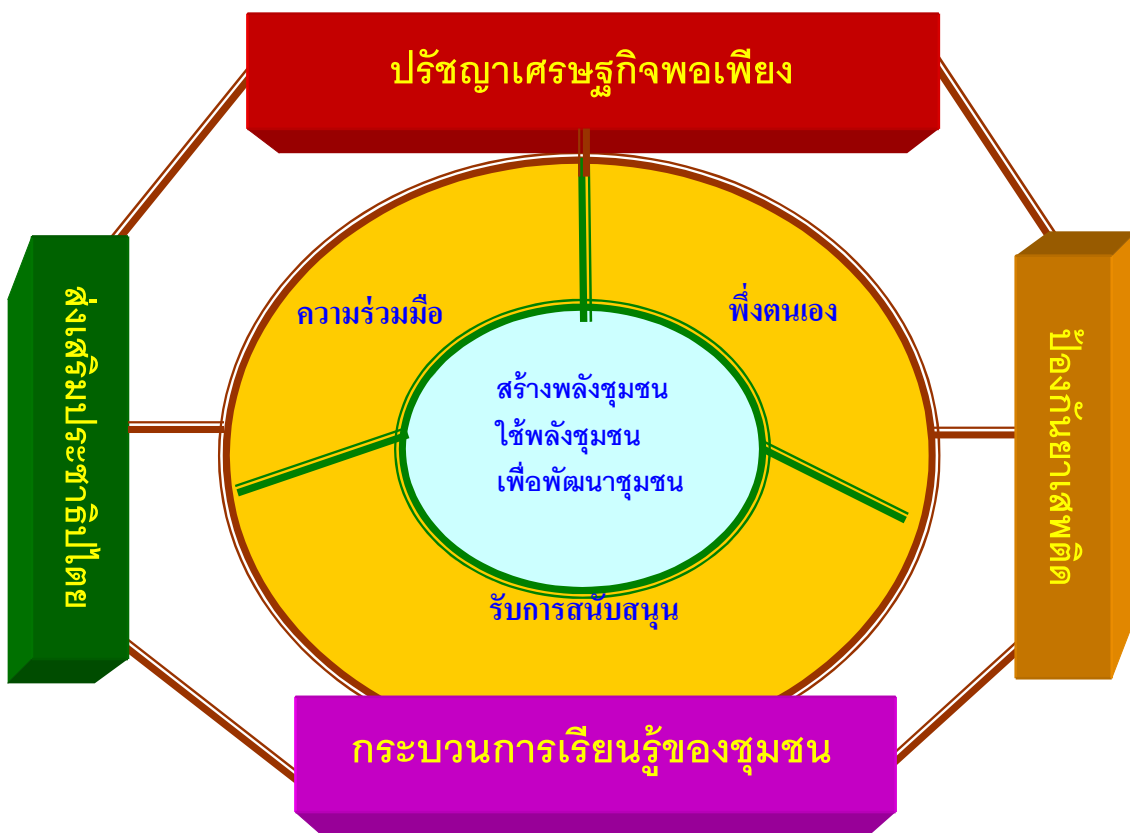 ปรัชญาเศรษฐกิจพอเพียง
ส่งเสริมประชาธิปไตย
ความร่วมมือ
พึ่งตนเอง
ป้องกันยาเสพติด
สร้างพลังชุมชน
ใช้พลังชุมชน
เพื่อพัฒนาชุมชน
รับการสนับสนุน
กระบวนการเรียนรู้ของชุมชน